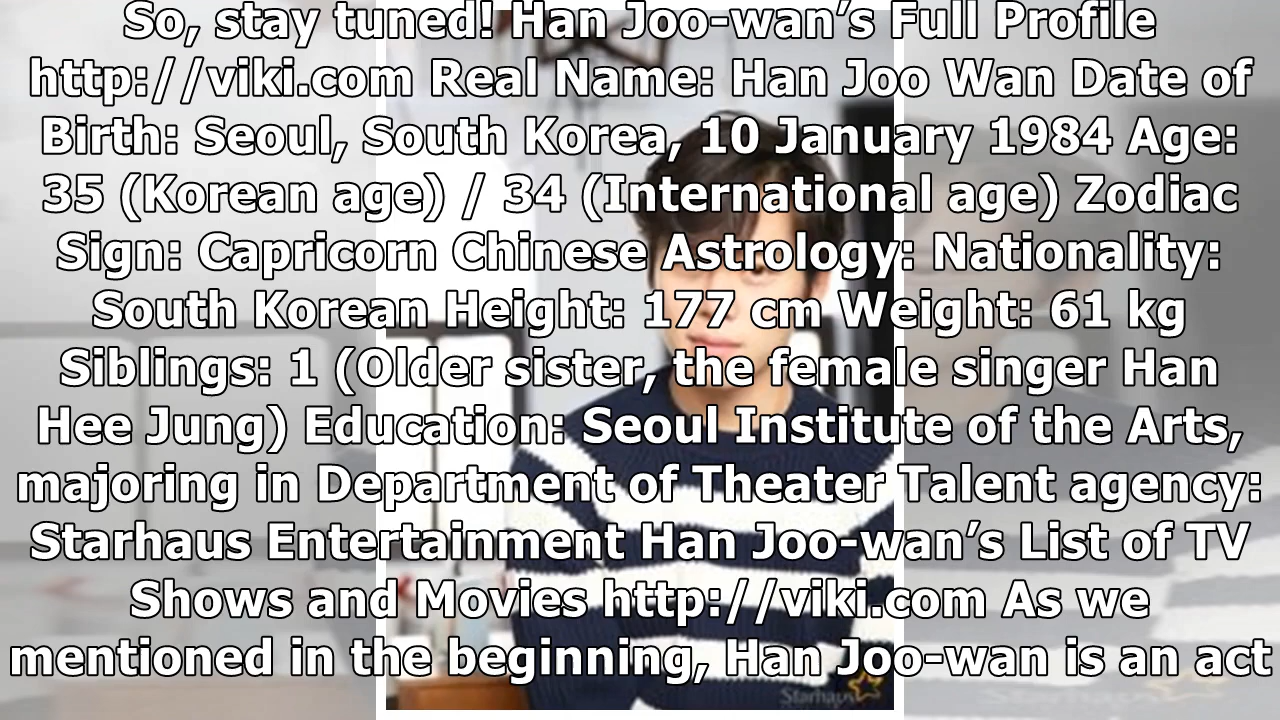 So, stay tuned! Han Joo-wan’s Full Profile
http://viki.com Real Name: Han Joo Wan Date of
Birth: Seoul, South Korea, 10 January 1984 Age:
35 (Korean age) / 34 (International age) Zodiac
Sign: Capricorn Chinese Astrology: Nationality:
South Korean Height: 177 cm Weight: 61 kg
Siblings: 1 (Older sister, the female singer Han
Hee Jung) Education: Seoul Institute of the Arts,
majoring in Department of Theater Talent agency:
Starhaus Entertainment Han Joo-wan’s List of TV
Shows and Movies http://viki.com As we
mentioned in the beginning, Han Joo-wan is an act
Starhaus